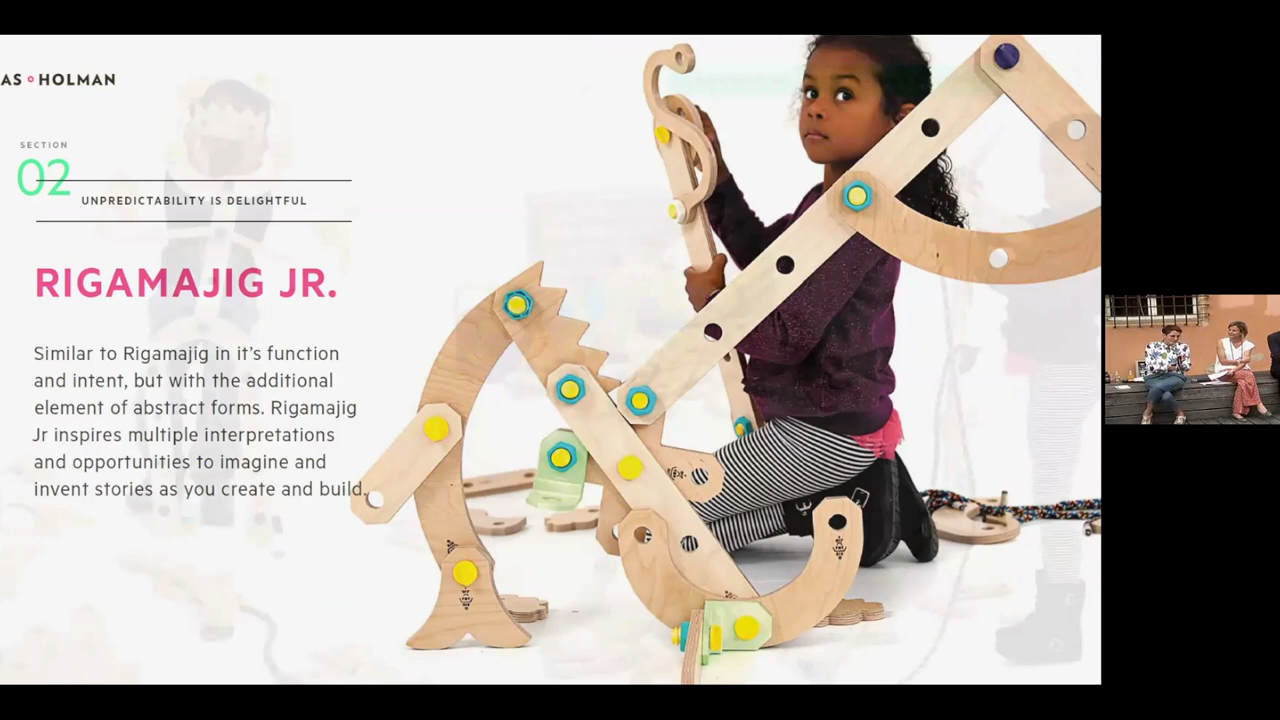 AS HOLMAN
SECTION
02
UNPREDICTABILITY IS DELIGHTFUL
RIGAMAJIG JR.
Similar to Rigamajig in it's function
and intent, but with the additional
element of abstract forms. Rigamajig
Jr inspires multiple interpretations
and opportunities to imagine and
invent stories as you create and build.